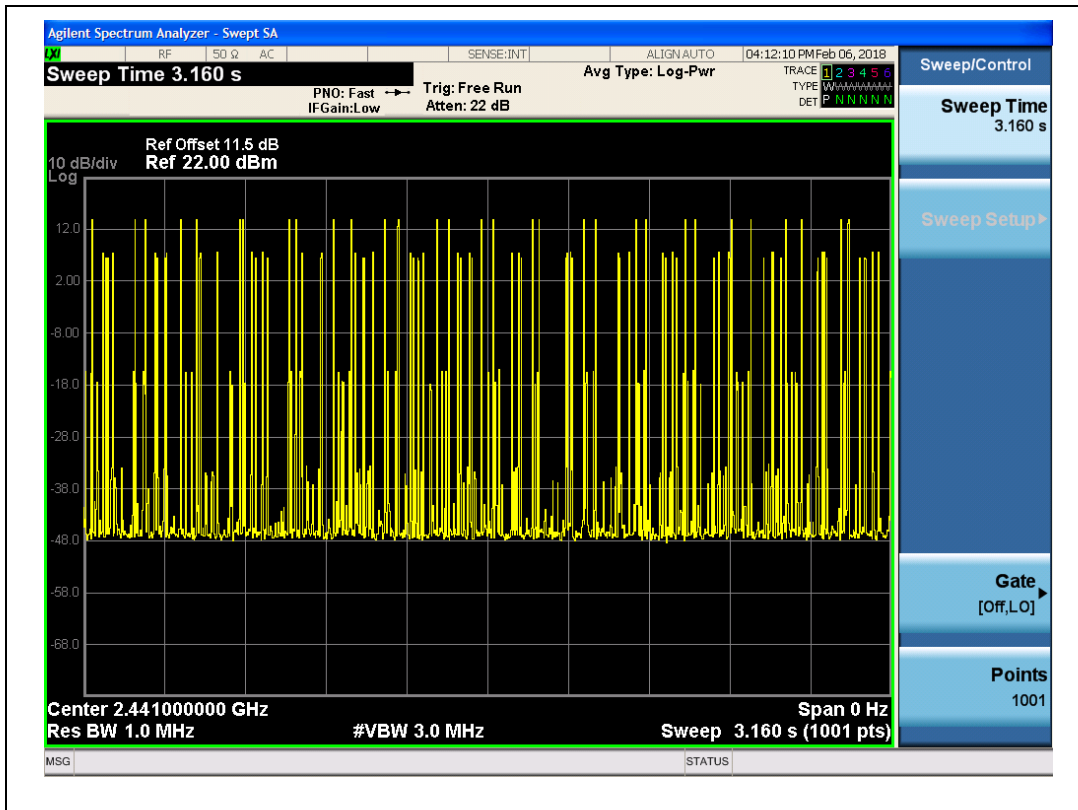 Agilent Spectrum Analyzer - Swept SA
LXI RF 50 Ω AC SENSE:INT ALIGN AUTO 04:12:10 PM Feb 06, 2018
Sweep Time 3.160 s
Avg Type: Log-Pwr
TRACE 1 2 3 4 5 6
TYPE WWWWWW
DET P N N N N N
PNO: Fast
IFGain:Low
Trig: Free Run
Atten: 22 dB
Ref Offset 11.5 dB
10 dB/div Ref 22.00 dBm
Log
12.0
2.00
-8.00
-18.0
-28.0
-38.0
-48.0
-58.0
-68.0
Center 2.441000000 GHz Span 0 Hz
Res BW 1.0 MHz #VBW 3.0 MHz Sweep 3.160 s (1001 pts)
MSG STATUS
Sweep/Control
Sweep Time
3.160 s
Sweep Setup
Gate
[Off,LO]
Points
1001